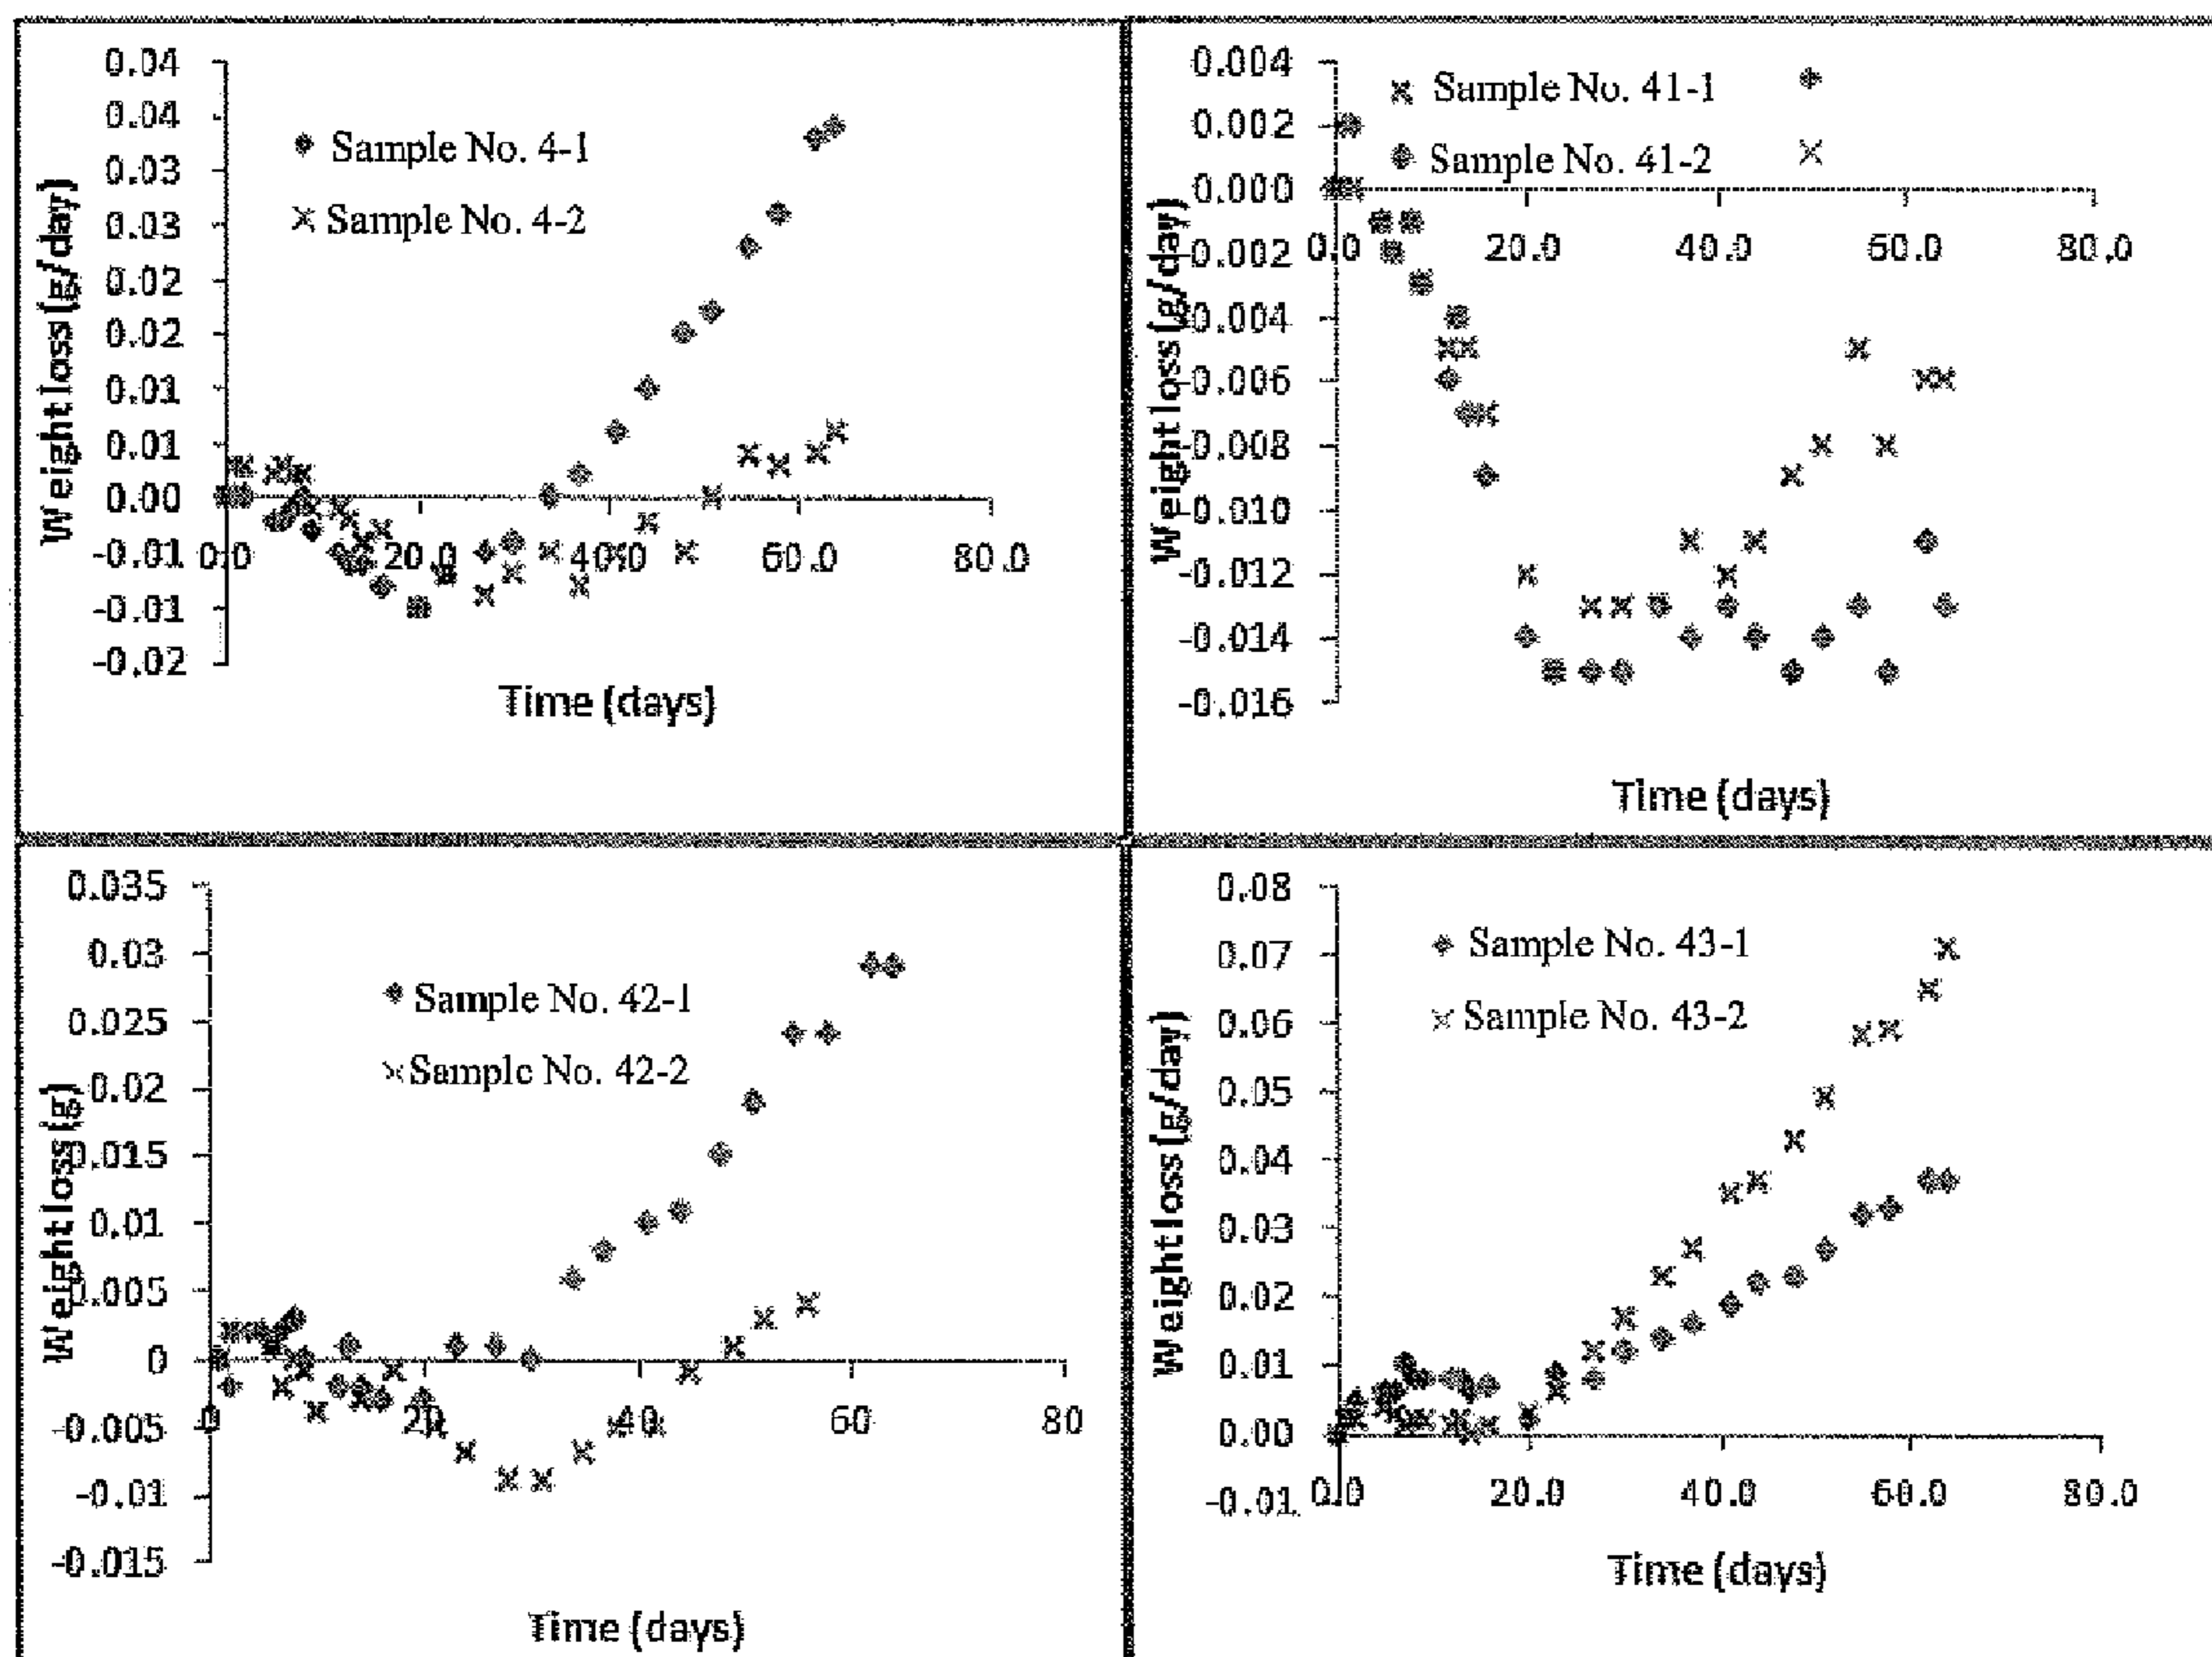 0.04
0.04
0.03
0.03
0.02
0.02
0.01
0.01
0.00
-0.01
-0.01
-0.02
Weight loss (g/day)
Sample No. 4-1
Sample No. 4-2
0.0 20.0 40.0 60.0 80.0
Time (days)
0.004
0.002
0.000
-0.002
-0.004
-0.006
-0.008
-0.010
-0.012
-0.014
-0.016
Weight loss (g/day)
Sample No. 41-1
Sample No. 41-2
0.0 20.0 40.0 60.0 80.0
Time (days)
0.035
0.03
0.025
0.02
0.015
0.01
0.005
0
-0.005
-0.01
-0.015
Weight loss (g)
Sample No. 42-1
Sample No. 42-2
0 20 40 60 80
Time (days)
0.08
0.07
0.06
0.05
0.04
0.03
0.02
0.01
0.00
-0.01
Weight loss (g/day)
Sample No. 43-1
Sample No. 43-2
0.0 20.0 40.0 60.0 80.0
Time (days)